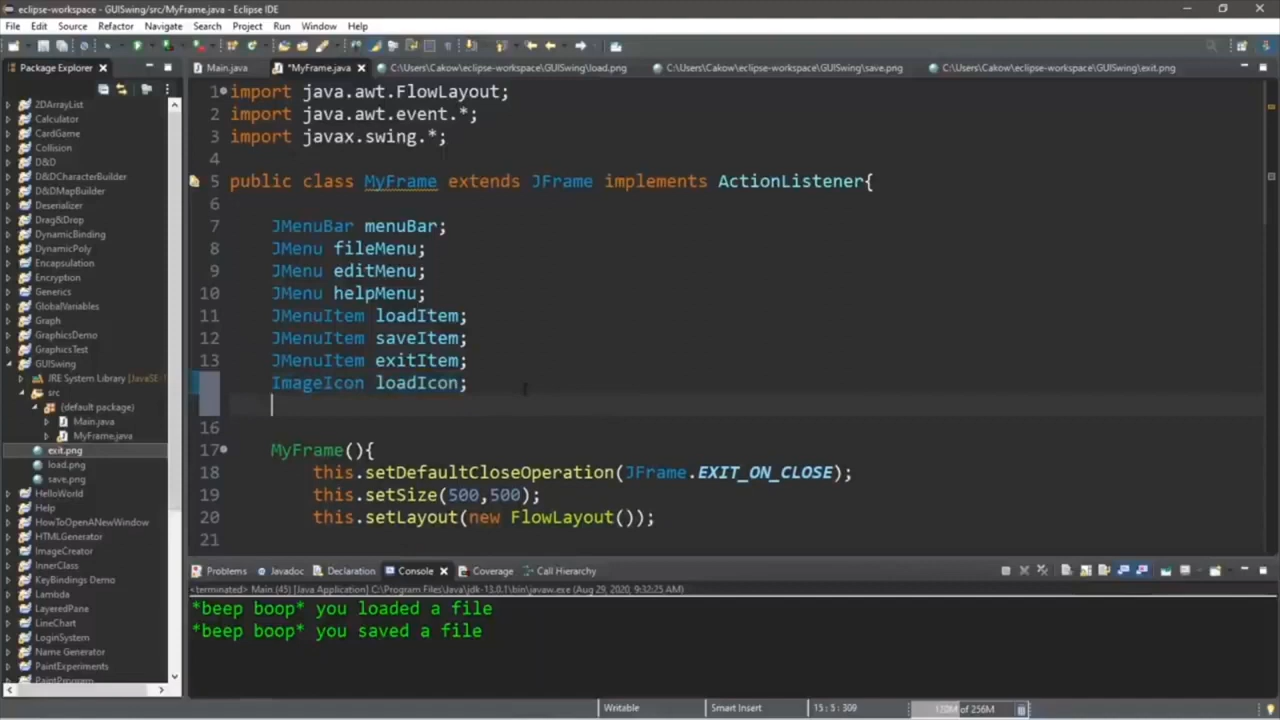 eclipse-workspace - GUISwing/src/MyFrame.java - Eclipse IDE
File Edit Source Refactor Navigate Search Project Run Window Help
Package Explorer
Main.java *MyFrame.java C:\Users\Cakow\eclipse-workspace\GUISwing\load.png C:\Users\Cakow\eclipse-workspace\GUISwing\save.png C:\Users\Cakow\eclipse-workspace\GUISwing\exit.png
2DArrayList
Calculator
CardGame
Collision
D&D
D&DCharacterBuilder
D&DMapBuilder
Deserializer
Drag&Drop
DynamicBinding
DynamicPoly
Encapsulation
Encryption
Generics
GlobalVariables
Graph
GraphicsDemo
GraphicsTest
GUISwing
JRE System Library [JavaSE-
src
(default package)
Main.java
MyFrame.java
exit.png
load.png
save.png
HelloWorld
Help
HowToOpenANewWindow
HTMLGenerator
ImageCreator
InnerClass
KeyBindings Demo
Lambda
LayeredPane
LineChart
LoginSystem
Name Generator
PaintExperiments
PaintProgram
1 import java.awt.FlowLayout;
2 import java.awt.event.*;
3 import javax.swing.*;
4
5 public class MyFrame extends JFrame implements ActionListener{
6
7 JMenuBar menuBar;
8 JMenu fileMenu;
9 JMenu editMenu;
10 JMenu helpMenu;
11 JMenuItem loadItem;
12 JMenuItem saveItem;
13 JMenuItem exitItem;
ImageIcon loadIcon;
16
17 MyFrame(){
18 this.setDefaultCloseOperation(JFrame.EXIT_ON_CLOSE);
19 this.setSize(500,500);
20 this.setLayout(new FlowLayout());
21
Problems Javadoc Declaration Console Coverage Call Hierarchy
<terminated> Main (45) [Java Application] C:\Program Files\Java\jdk-13.0.1\bin\javaw.exe (Aug 29, 2020, 9:32:25 AM)
*beep boop* you loaded a file
*beep boop* you saved a file
Writable Smart Insert 15 : 5 : 309 of 256M